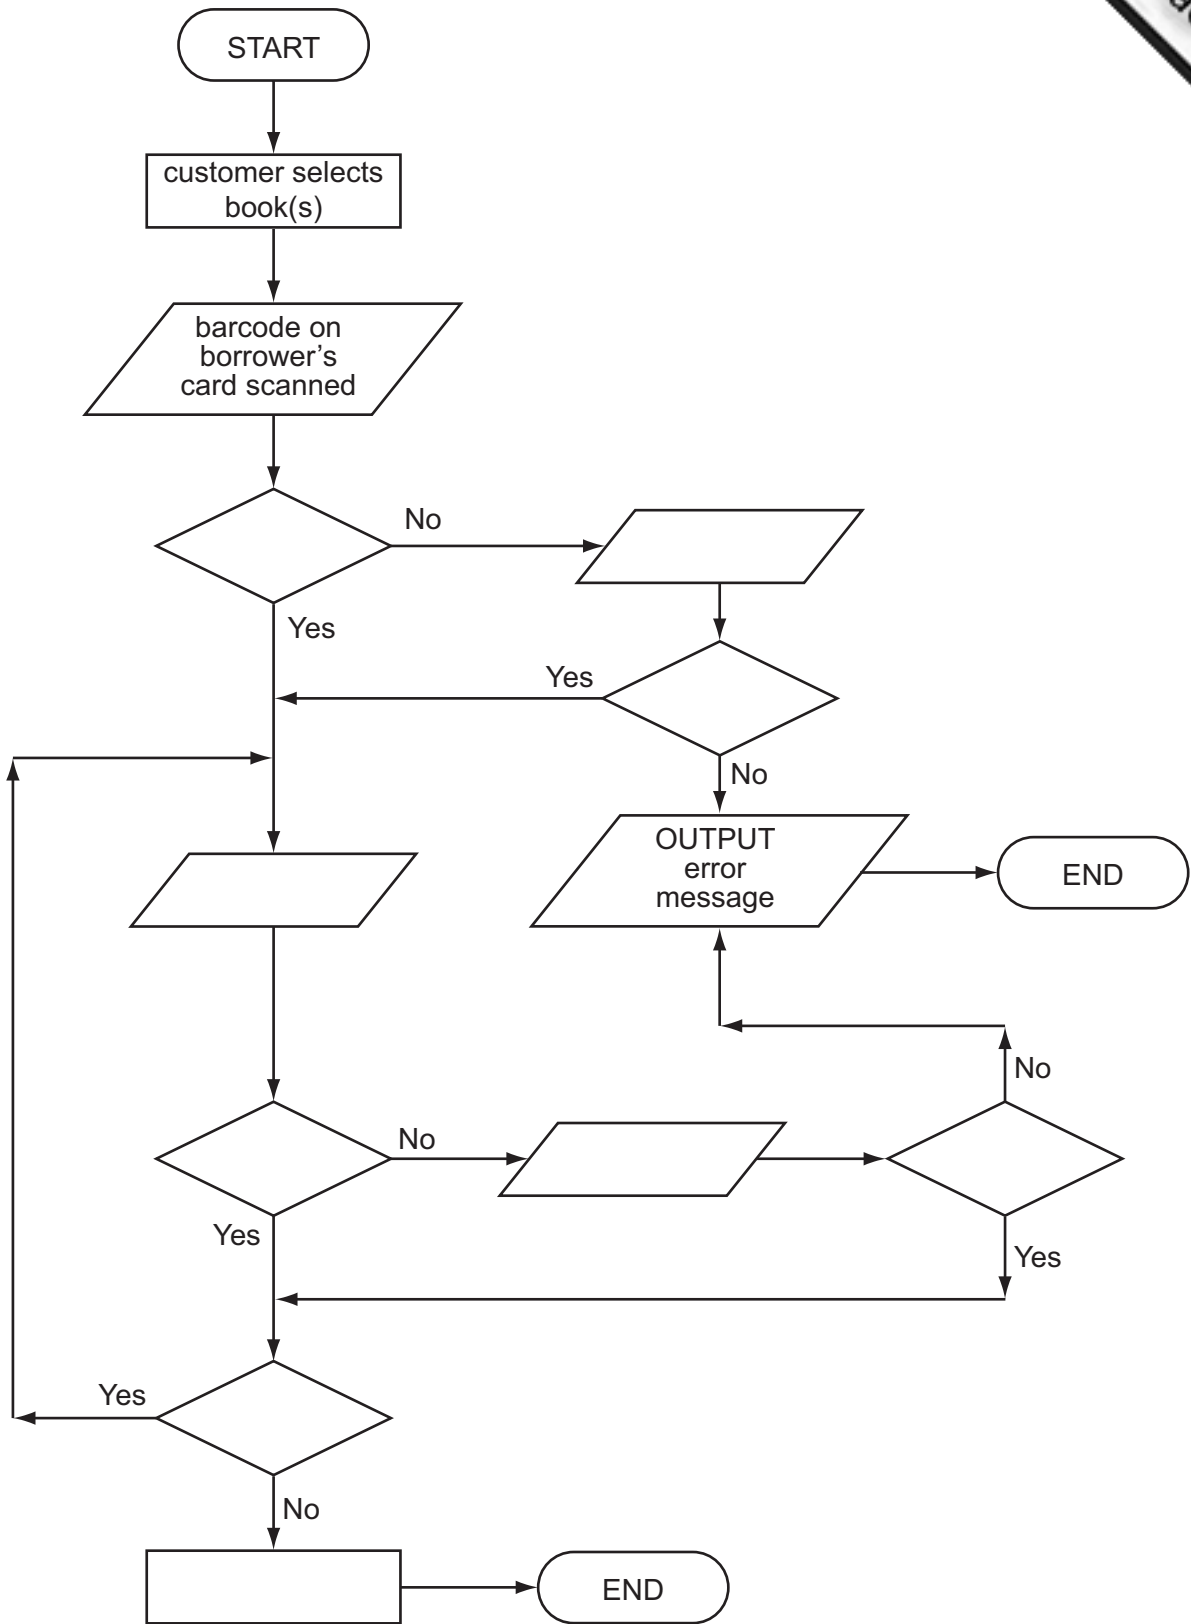 START
customer selects
book(s)
barcode on
borrower’s
card scanned
No
Yes
Yes
No
OUTPUT
error
message
END
No
No
Yes
Yes
Yes
No
END